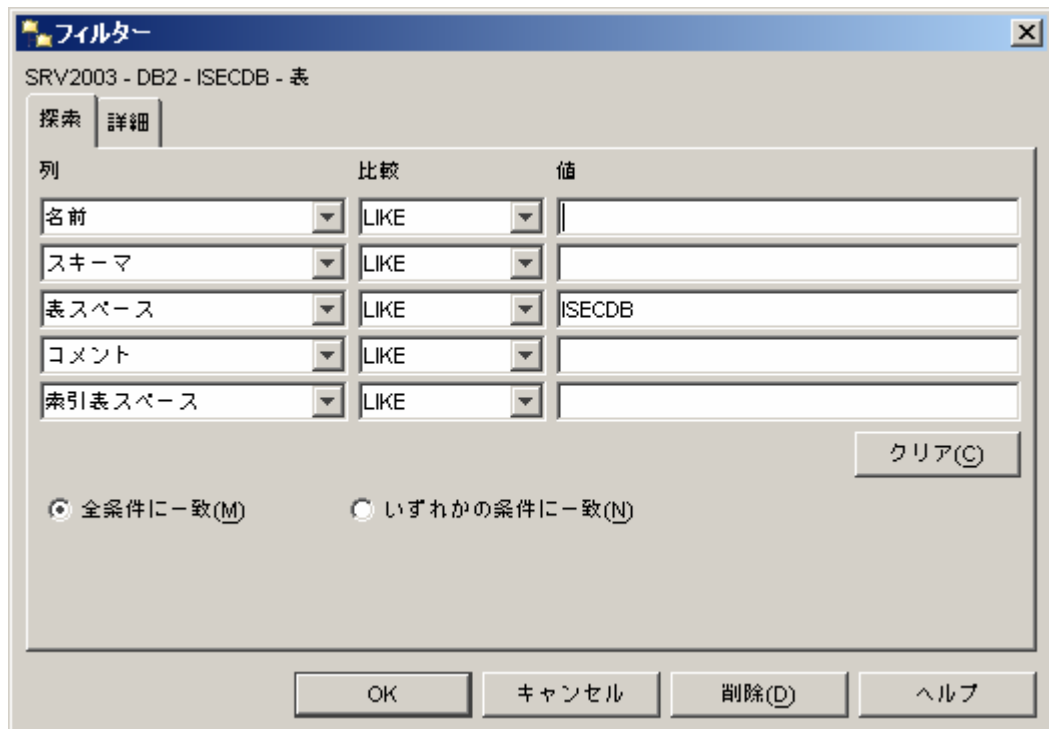 フィルター
SRV2003 - DB2 - ISECDB - 表
探索 詳細
列 比較 値
名前 LIKE
スキーマ LIKE
表スペース LIKE ISECDB
コメント LIKE
索引表スペース LIKE
クリア(C)
全条件に一致(M) いずれかの条件に一致(N)
OK キャンセル 削除(D) ヘルプ